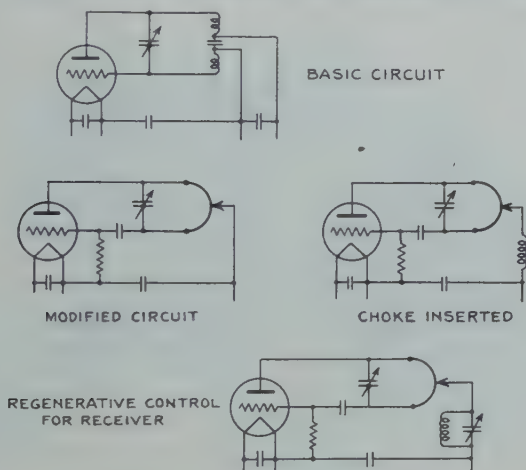 BASIC CIRCUIT
MODIFIED CIRCUIT
CHOKE INSERTED
REGENERATIVE CONTROL
FOR RECEIVER